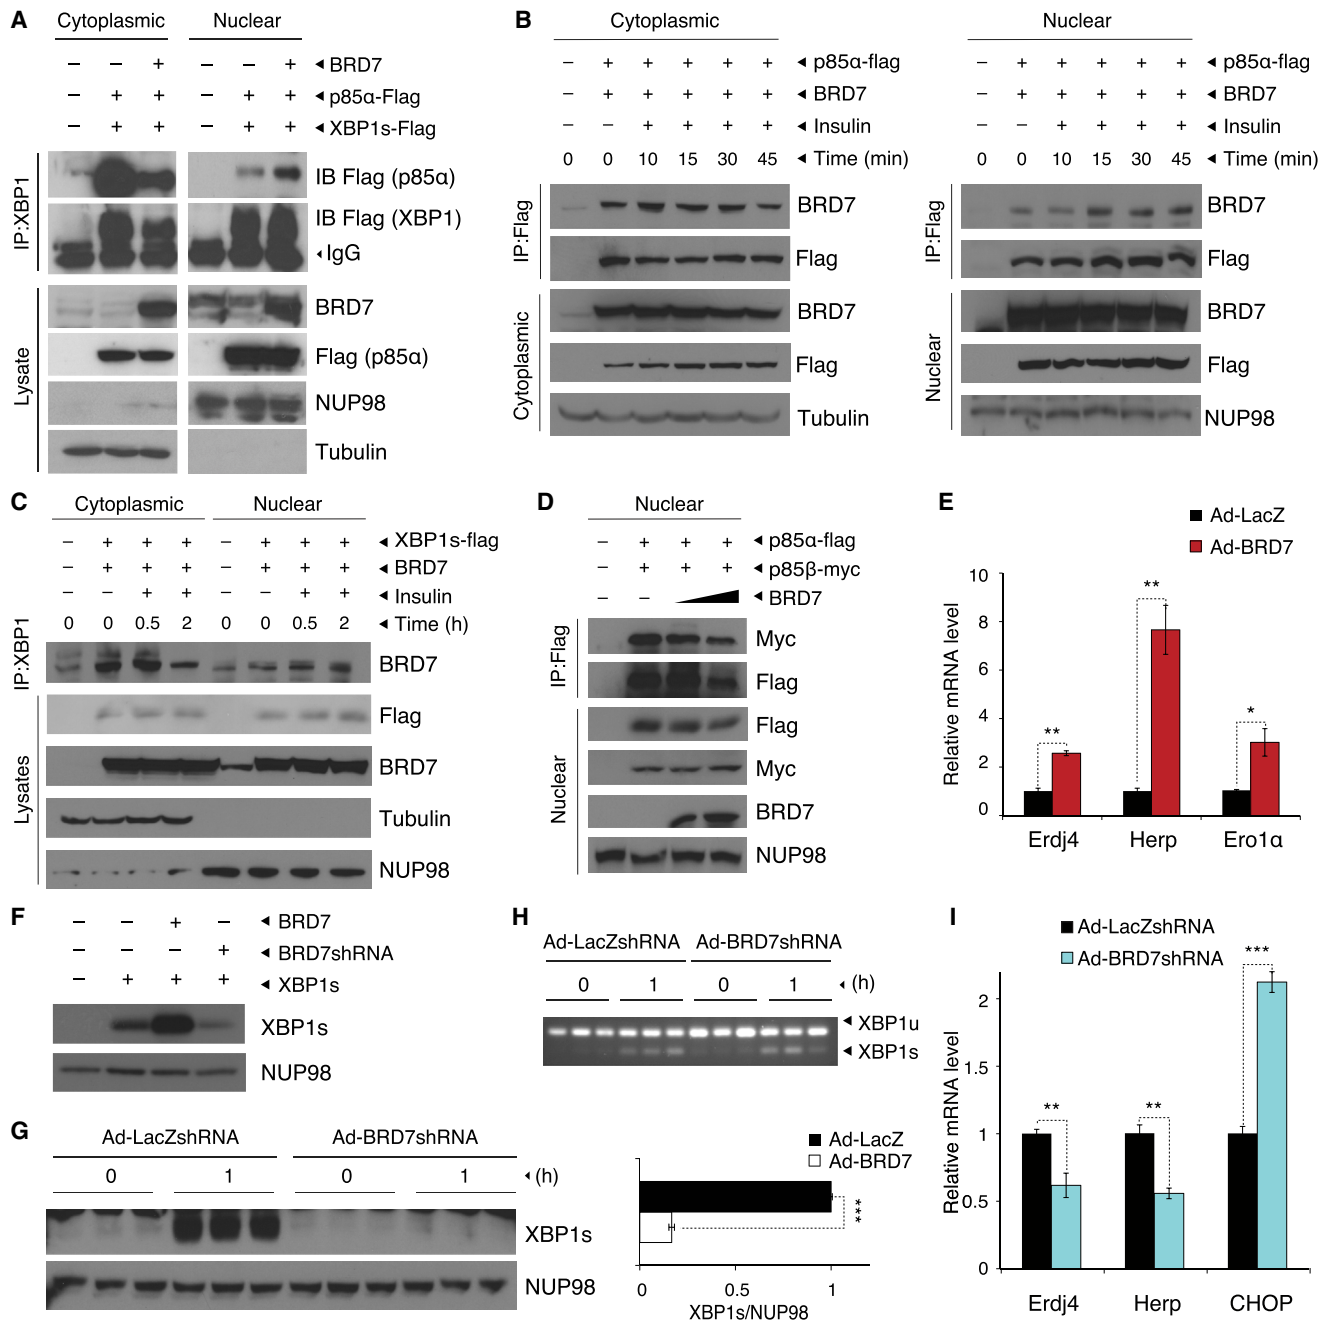 A
Cytoplasmic Nuclear
– – + – – + ◂ BRD7
– + + – + + ◂ p85α-Flag
– + + – + + ◂ XBP1s-Flag
IP:XBP1
IB Flag (p85α)
IB Flag (XBP1)
◂ IgG
Lysate
BRD7
Flag (p85α)
NUP98
Tubulin
B
Cytoplasmic
– + + + + + ◂ p85α-flag
– + + + + + ◂ BRD7
– – + + + + ◂ Insulin
0 0 10 15 30 45 ◂ Time (min)
IP:Flag
BRD7
Flag
Cytoplasmic
BRD7
Flag
Tubulin
Nuclear
– + + + + + ◂ p85α-flag
– + + + + + ◂ BRD7
– – + + + + ◂ Insulin
0 0 10 15 30 45 ◂ Time (min)
IP:Flag
BRD7
Flag
Nuclear
BRD7
Flag
NUP98
C
Cytoplasmic Nuclear
– + + + – + + + ◂ XBP1s-flag
– + + + – + + + ◂ BRD7
– – + + – – + + ◂ Insulin
0 0 0.5 2 0 0 0.5 2 ◂ Time (h)
IP:XBP1
BRD7
Lysates
Flag
BRD7
Tubulin
NUP98
D
Nuclear
– + + + ◂ p85α-flag
– + + + ◂ p85β-myc
– – ◂ BRD7
IP:Flag
Myc
Flag
Nuclear
Flag
Myc
BRD7
NUP98
E
Ad-LacZ
Ad-BRD7
Relative mRNA level
10
8
6
4
2
0
**
**
*
Erdj4 Herp Ero1α
F
– – + – ◂ BRD7
– – – + ◂ BRD7shRNA
– + + + ◂ XBP1s
XBP1s
NUP98
G
Ad-LacZshRNA Ad-BRD7shRNA
0 1 0 1 ◂ (h)
XBP1s
NUP98
Ad-LacZ
Ad-BRD7
***
0 0.5 1
XBP1s/NUP98
H
Ad-LacZshRNA Ad-BRD7shRNA
0 1 0 1 ◂ (h)
◂ XBP1u
◂ XBP1s
I
Ad-LacZshRNA
Ad-BRD7shRNA
Relative mRNA level
2
1.5
1
0.5
0
**
**
***
Erdj4 Herp CHOP